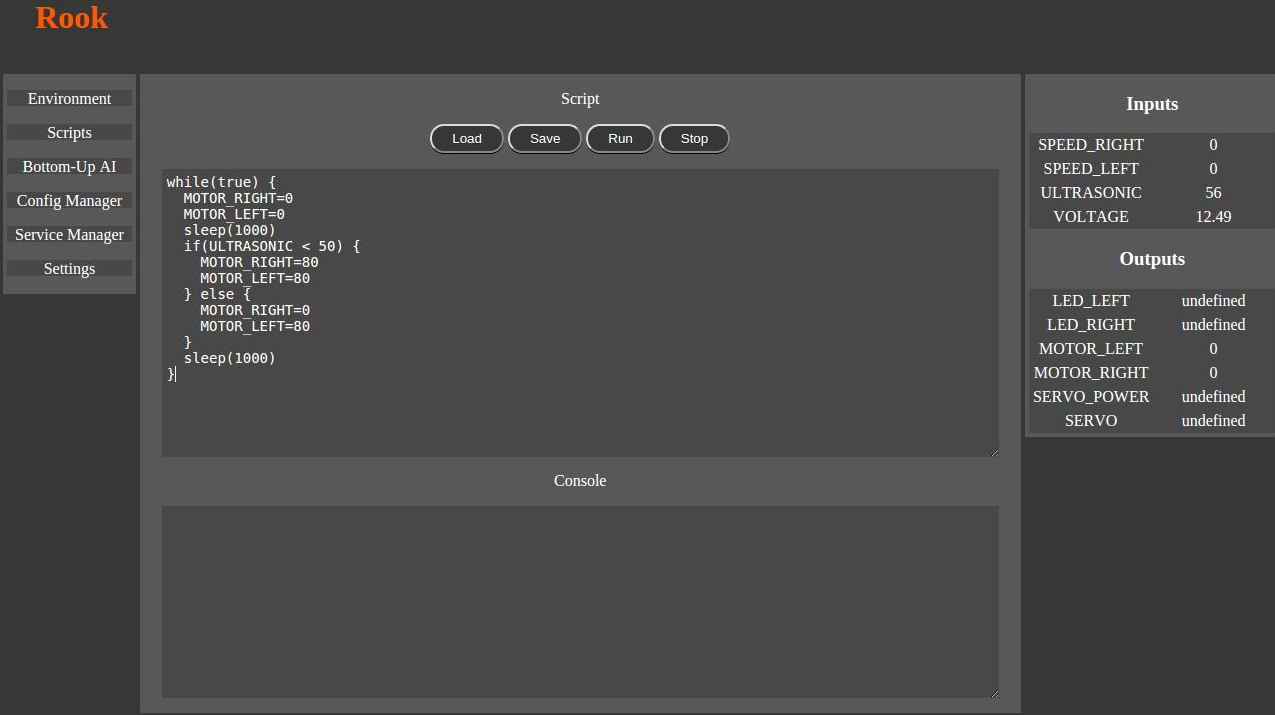 Rook
Environment
Scripts
Bottom-Up AI
Config Manager
Service Manager
Settings
Script
Load Save Run Stop
while(true) {
  MOTOR_RIGHT=0
  MOTOR_LEFT=0
  sleep(1000)
  if(ULTRASONIC < 50) {
    MOTOR_RIGHT=80
    MOTOR_LEFT=80
  } else {
    MOTOR_RIGHT=0
    MOTOR_LEFT=80
  }
  sleep(1000)
}
Console
Inputs
SPEED_RIGHT 0
SPEED_LEFT 0
ULTRASONIC 56
VOLTAGE 12.49
Outputs
LED_LEFT undefined
LED_RIGHT undefined
MOTOR_LEFT 0
MOTOR_RIGHT 0
SERVO_POWER undefined
SERVO undefined